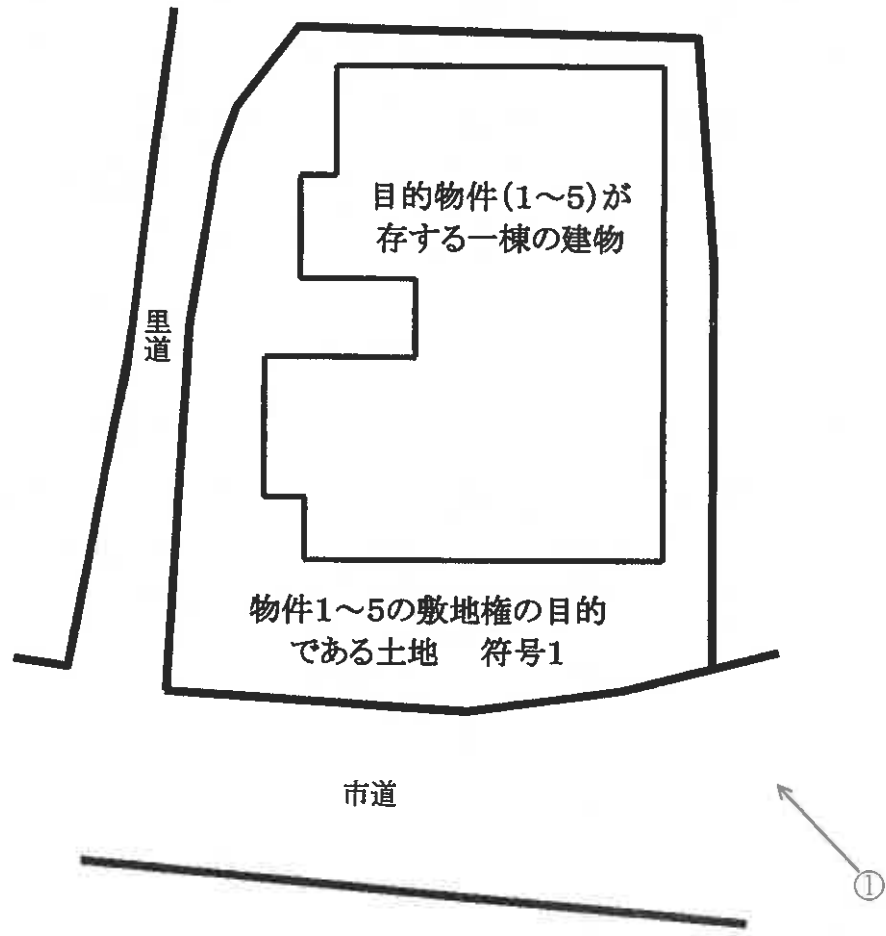 目的物件(1～5)が
存する一棟の建物
里道
物件1～5の敷地権の目的
である土地　符号1
市道
①